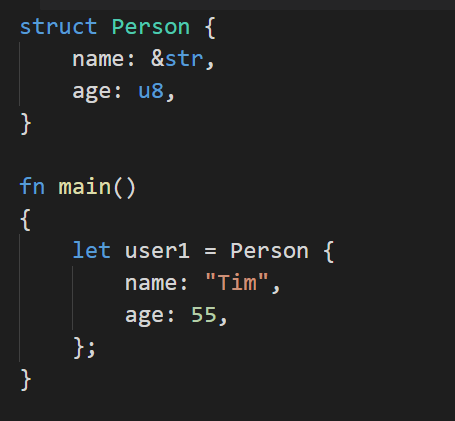 struct Person {
    name: &str,
    age: u8,
}

fn main()
{
    let user1 = Person {
        name: "Tim",
        age: 55,
    };
}